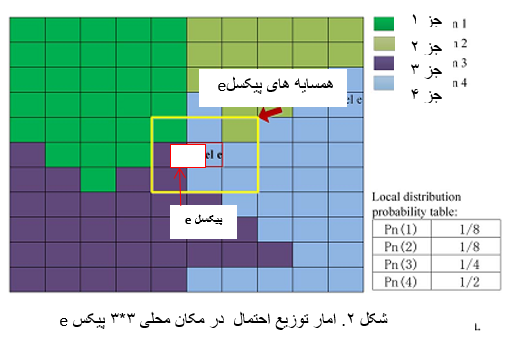 جز ۱ n 1
جز ۲ n 2
جز ۳ n 3
جز ۴ n 4
همسایه های پیکسلe
el e
el e
پیکسل e
Local distribution
probability table:
Pn(1) 1/8
Pn(2) 1/8
Pn(3) 1/4
Pn(4) 1/2
شکل ۲. امار توزیع احتمال در مکان محلی ۳*۳ پیکس e